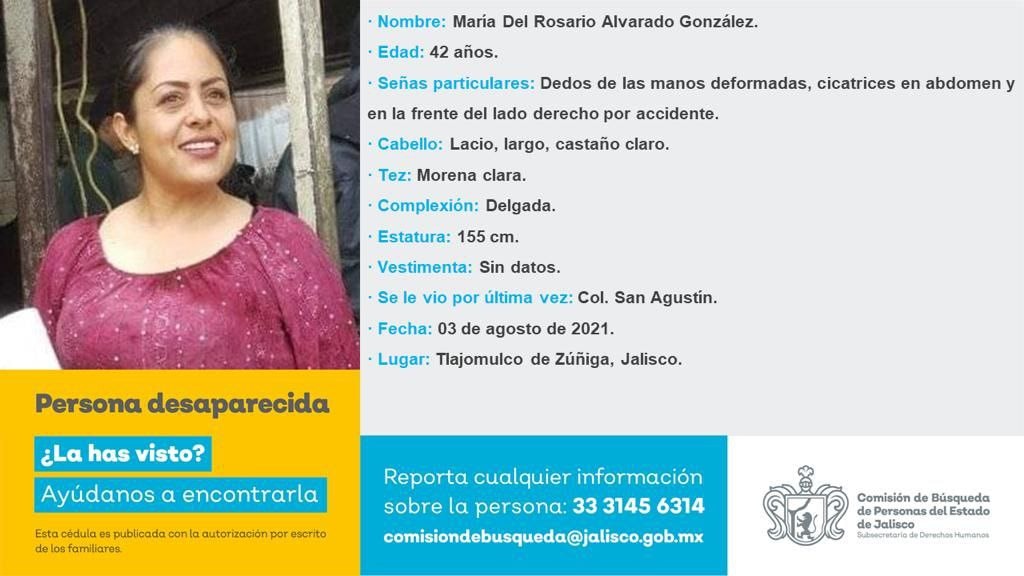 · Nombre: María Del Rosario Alvarado González.
· Edad: 42 años.
· Señas particulares: Dedos de las manos deformadas, cicatrices en abdomen y
en la frente del lado derecho por accidente.
· Cabello: Lacio, largo, castaño claro.
· Tez: Morena clara.
· Complexión: Delgada.
· Estatura: 155 cm.
· Vestimenta: Sin datos.
· Se le vio por última vez: Col. San Agustín.
· Fecha: 03 de agosto de 2021.
· Lugar: Tlajomulco de Zúñiga, Jalisco.
Persona desaparecida
¿La has visto?
Ayúdanos a encontrarla
Esta cédula es publicada con la autorización por escrito
de los familiares.
Reporta cualquier información
sobre la persona: 33 3145 6314
comisiondebusqueda@jalisco.gob.mx
Comisión de Búsqueda
de Personas del Estado
de Jalisco
Subsecretaría de Derechos Humanos